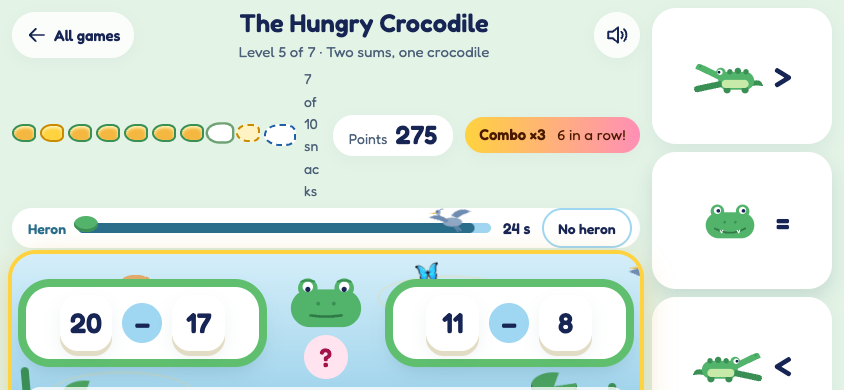 All games
The Hungry Crocodile
Level 5 of 7 · Two sums, one crocodile
7
of
10
sn
ac
ks
Points 275
Combo ×3 6 in a row!
Heron
24 s
No heron
20 – 17
?
11 – 8
>
=
<